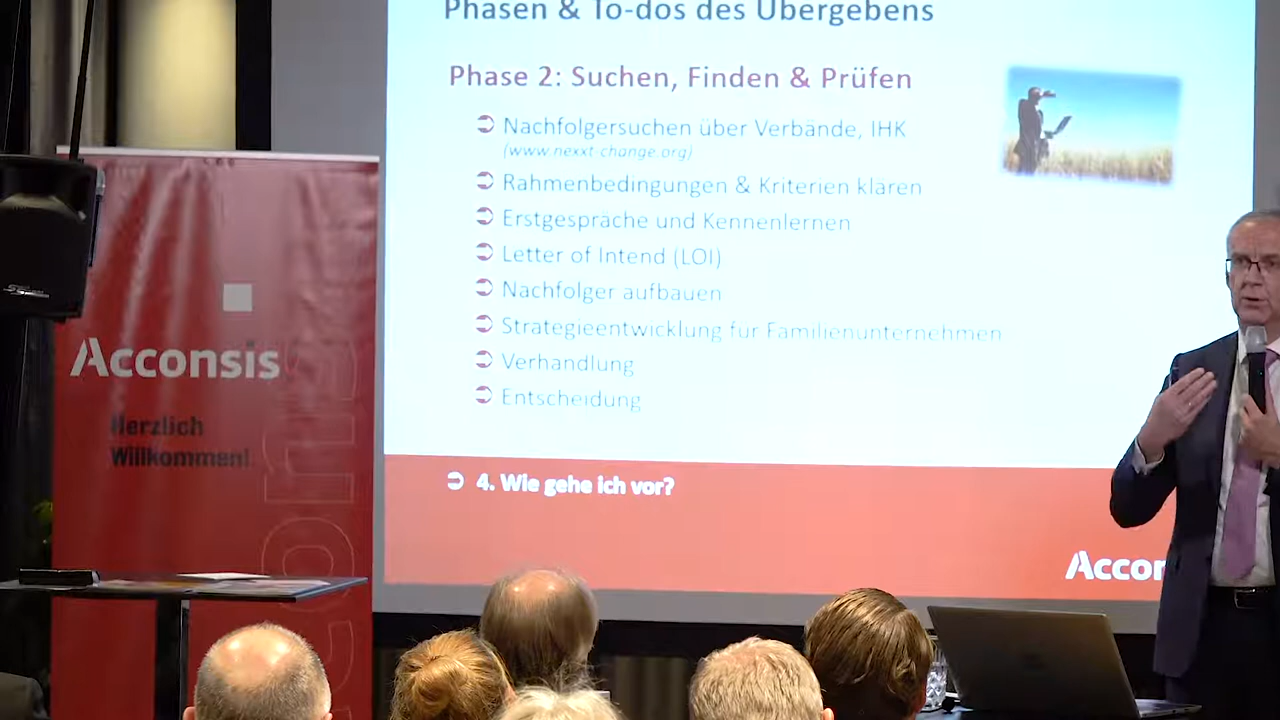 Phasen & To-dos des Übergebens
Phase 2: Suchen, Finden & Prüfen
Nachfolgersuchen über Verbände, IHK
(www.nexxt-change.org)
Rahmenbedingungen & Kriterien klären
Erstgespräche und Kennenlernen
Letter of Intend (LOI)
Nachfolger aufbauen
Strategieentwicklung für Familienunternehmen
Verhandlung
Entscheidung
4. Wie gehe ich vor?
Accon
Acconsis
Herzlich
Willkommen!